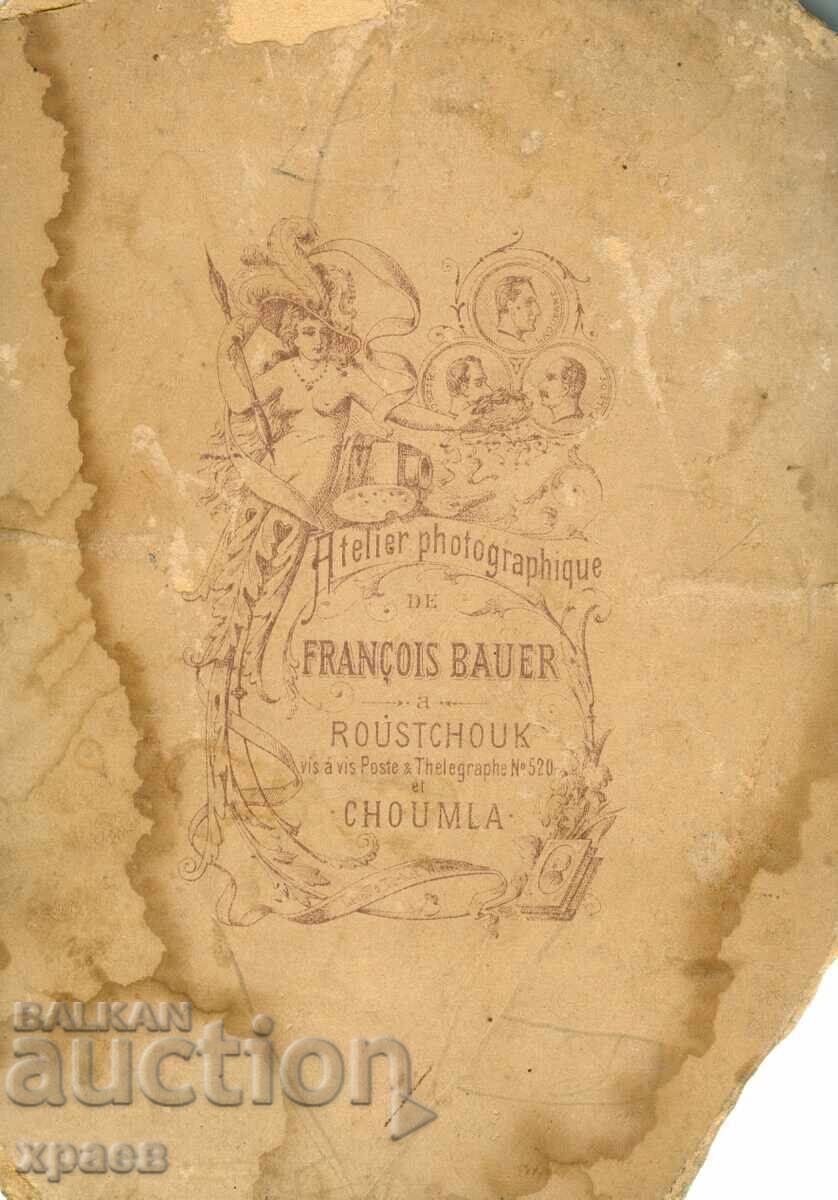 Atelier photographique
DE
FRANÇOIS BAUER
a
ROUSTCHOUK
vis á vis Poste & Thelegraphe No 520
et
CHOUMLA
BALKAN
auction
храев